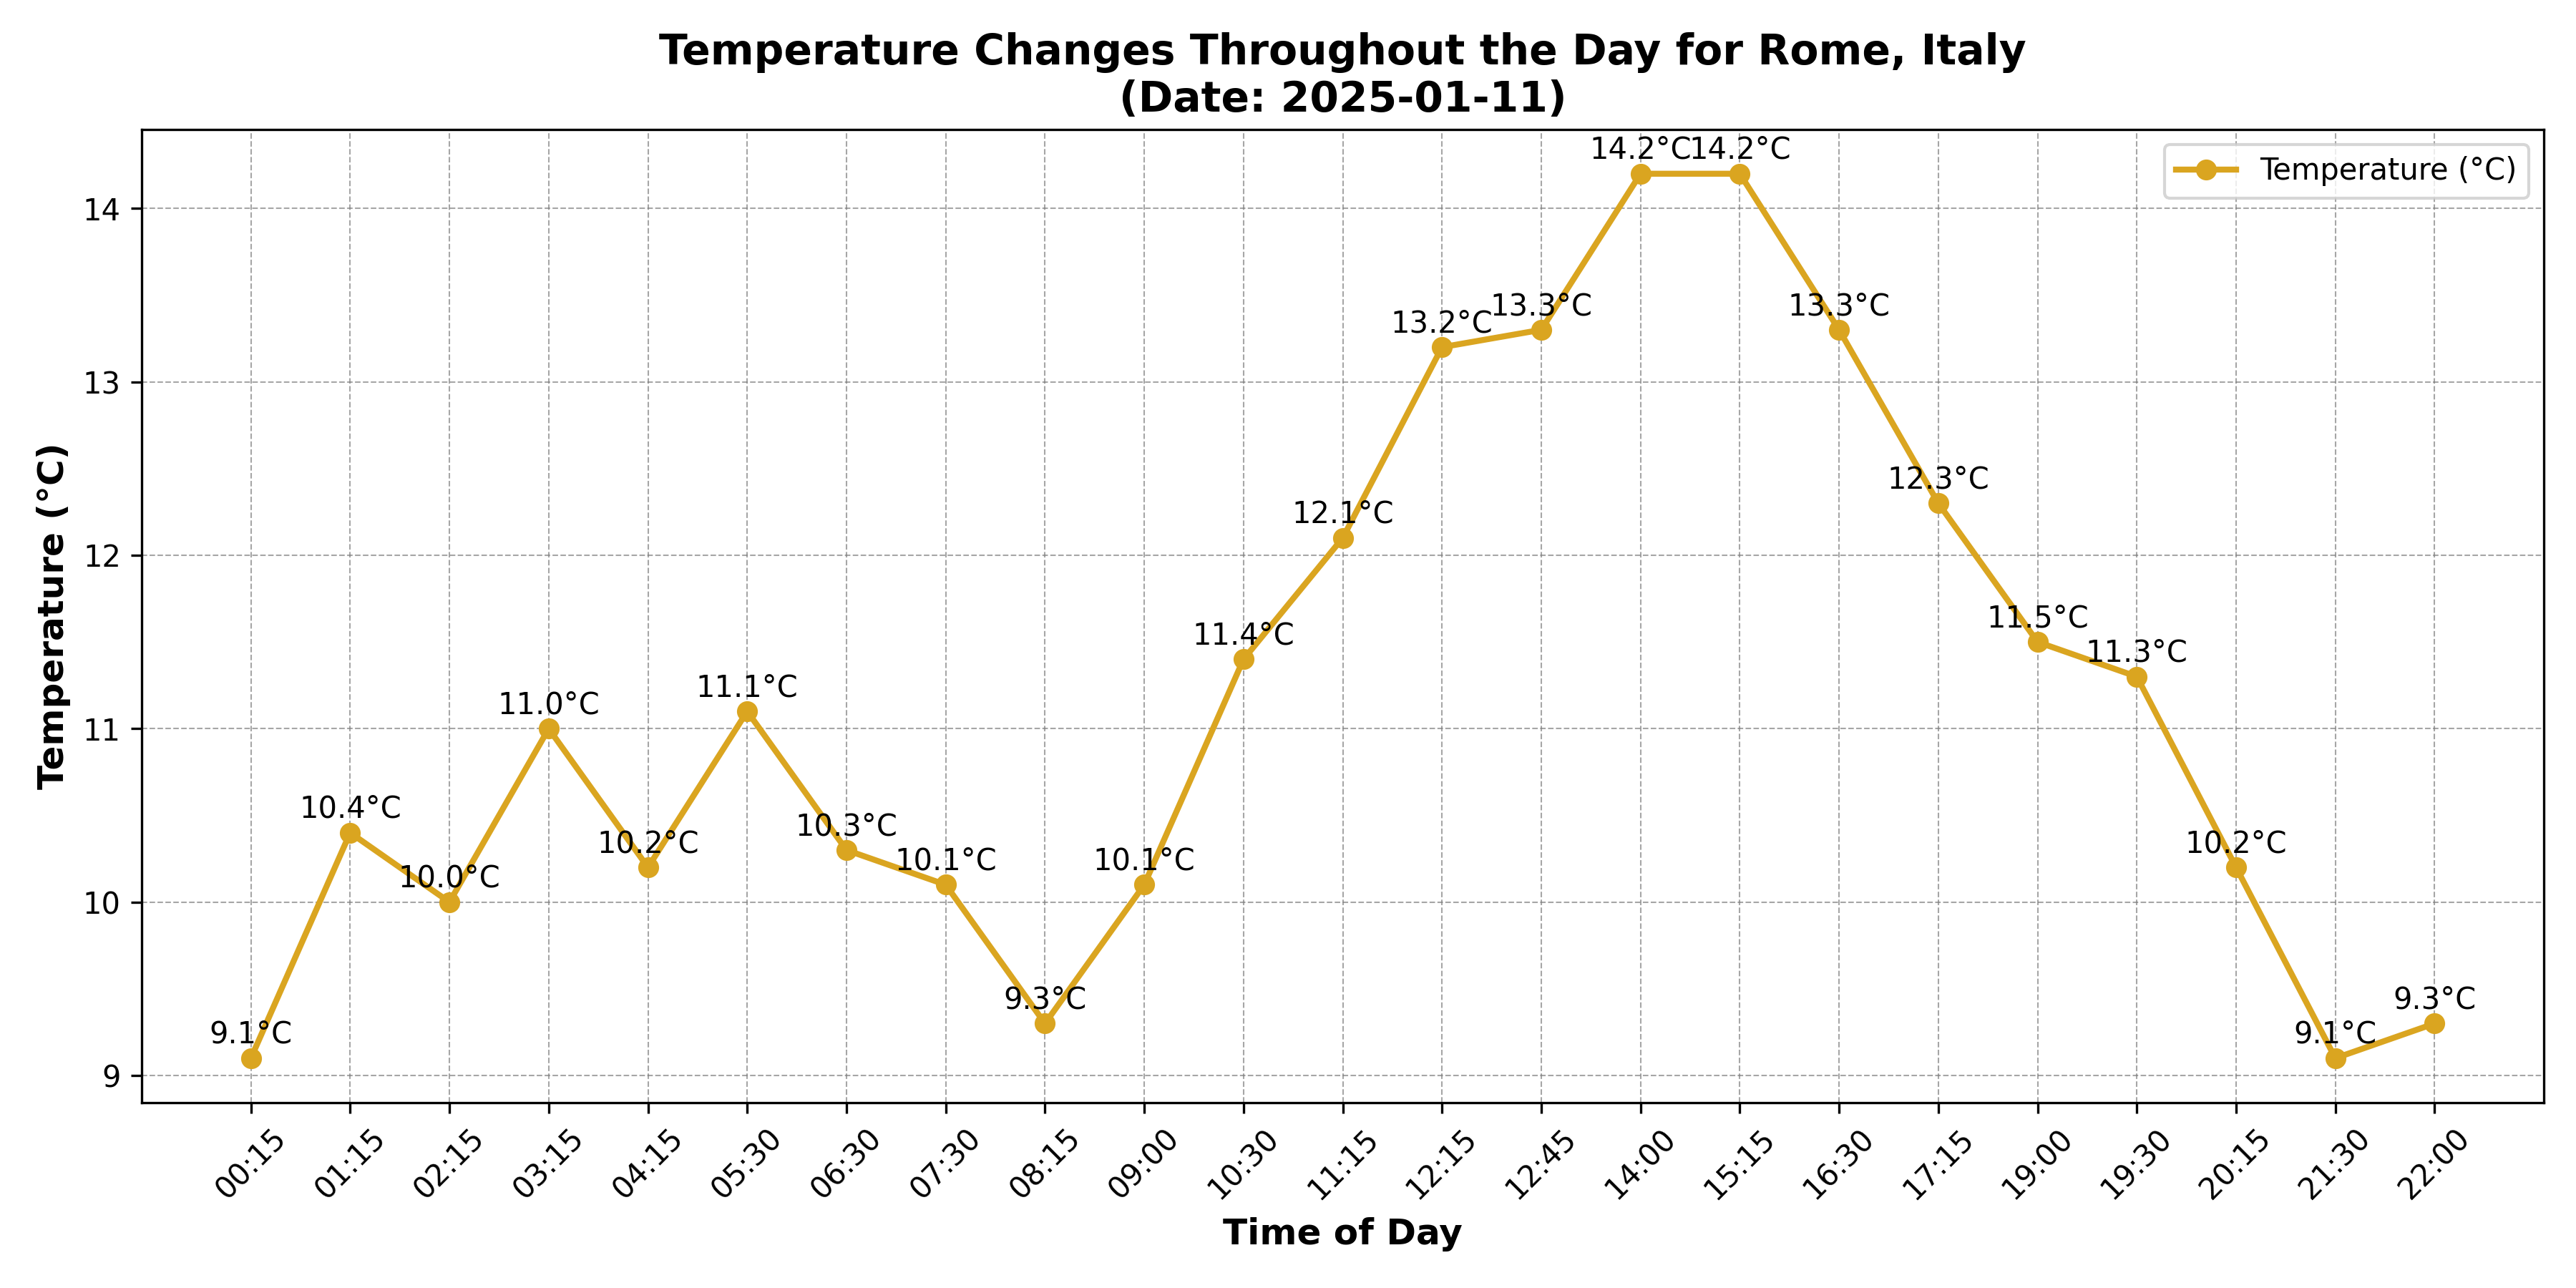 Temperature Changes Throughout the Day for Rome, Italy
(Date: 2025-01-11)
Temperature (°C)
14.2°C 14.2°C
14
13.2°C 13.3°C 13.3°C
13
12.3°C
12.1°C
12
11.5°C
11.4°C 11.3°C
11.0°C 11.1°C
11
10.4°C
10.2°C 10.3°C 10.2°C
10.0°C 10.1°C 10.1°C
10
9.3°C 9.3°C
9.1°C 9.1°C
9
Temperature (°C)
00:15 01:15 02:15 03:15 04:15 05:30 06:30 07:30 08:15 09:00 10:30 11:15 12:15 12:45 14:00 15:15 16:30 17:15 19:00 19:30 20:15 21:30 22:00
Time of Day